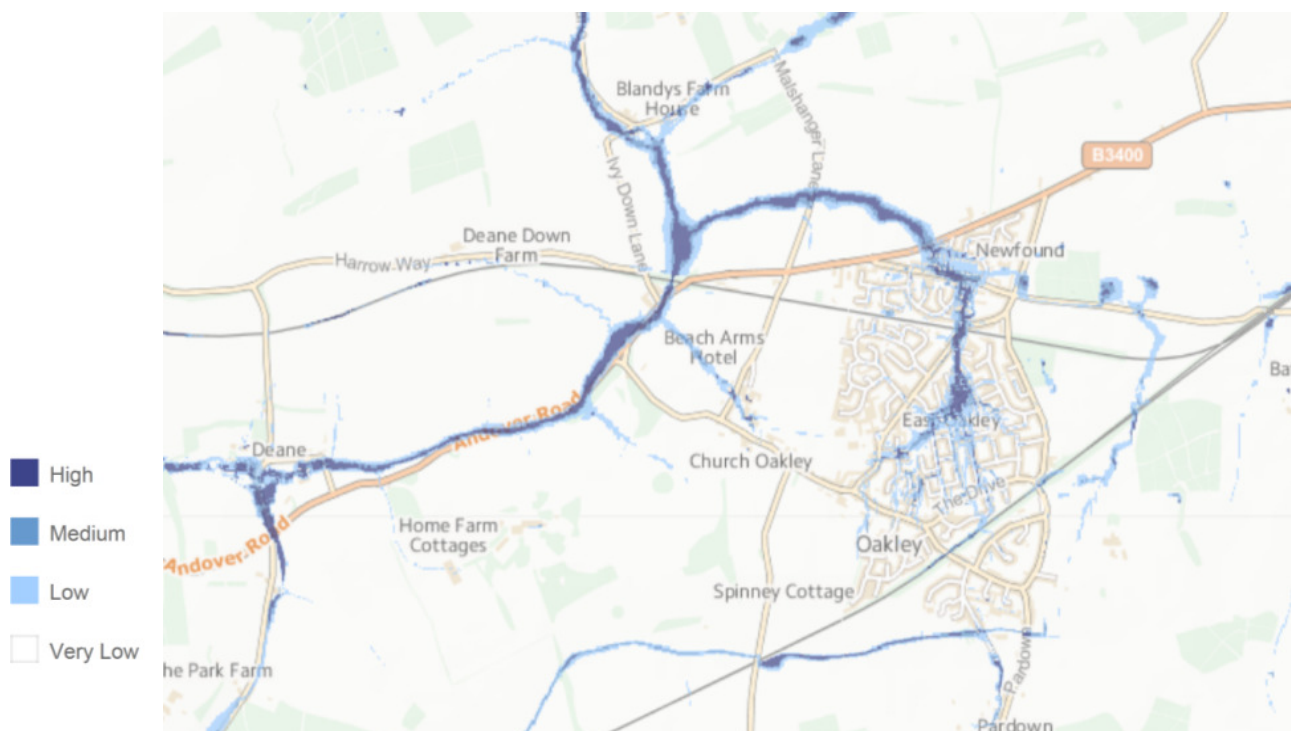 Blandys Farm
House
Malshanger Lane
B3400
Ivy Down Lane
Deane Down
Farm
Harrow Way
Newfound
Beach Arms
Hotel
Andover Road
East Oakley
Deane
Church Oakley
High
The Drive
Medium
Home Farm
Cottages
Oakley
Andover Road
Low
Spinney Cottage
Very Low
he Park Farm
Pardown
Pardown
Ba